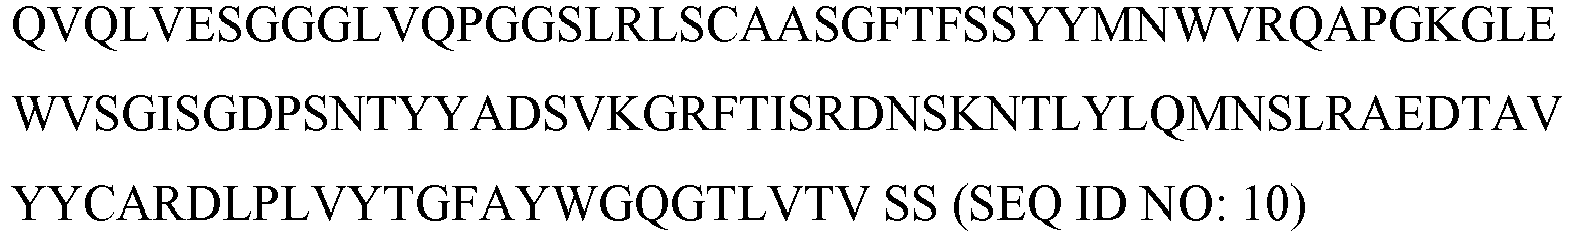 QVQLVESGGGLVQPGGSLRLSCAASGFTFSSYYMNWVRQAPGKGLE
WVSGISGDPSNTYYADSVKGRFTISRDNSKNTLYLQMNSLRAEDTAV
YYCARDLPLVYTGFAYWGQGTLVTV SS (SEQ ID NO: 10)